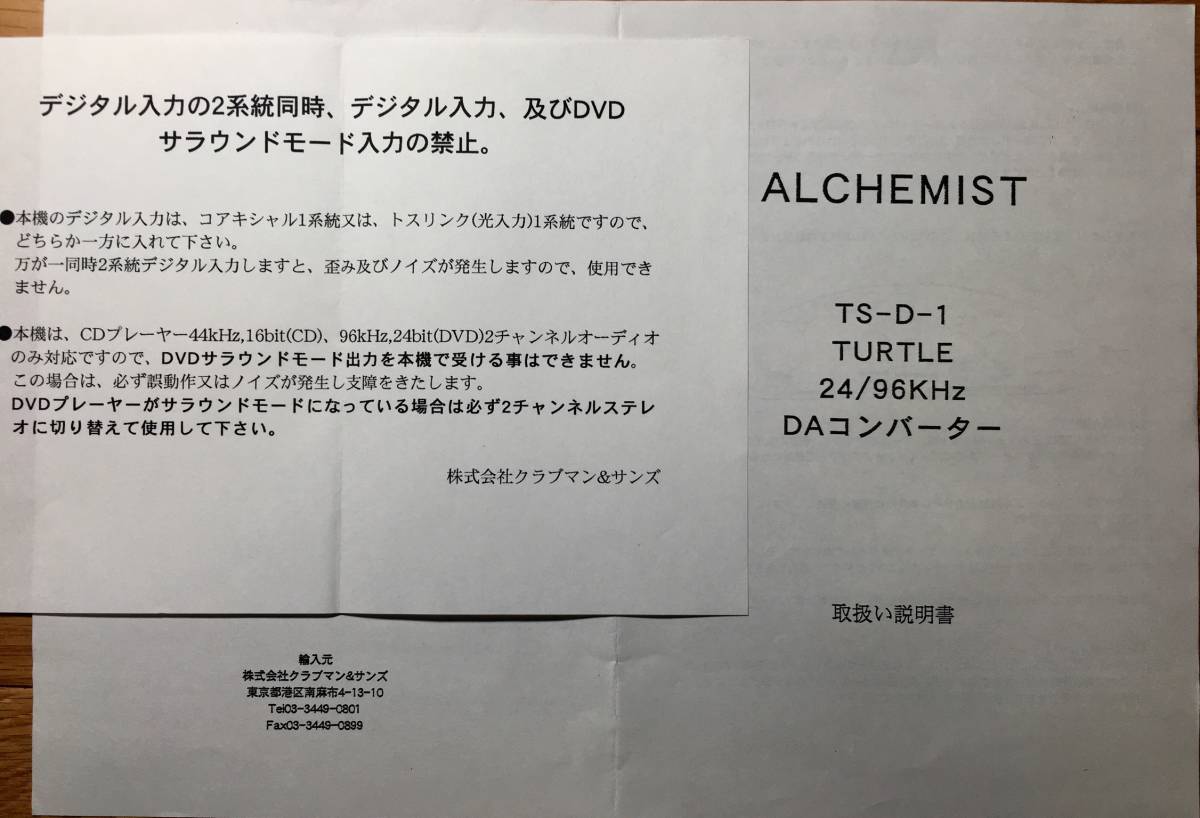 デジタル入力の2系統同時、デジタル入力、及びDVD
サラウンドモード入力の禁止。
●本機のデジタル入力は、コアキシャル1系統又は、トスリンク(光入力)1系統ですので、
どちらか一方に入れて下さい。
万が一同時2系統デジタル入力しますと、歪み及びノイズが発生しますので、使用でき
ません。
●本機は、CDプレーヤー44kHz,16bit(CD)、96kHz,24bit(DVD)2チャンネルオーディオ
のみ対応ですので、DVDサラウンドモード出力を本機で受ける事はできません。
この場合は、必ず誤動作又はノイズが発生し支障をきたします。
DVDプレーヤーがサラウンドモードになっている場合は必ず2チャンネルステレ
オに切り替えて使用して下さい。
株式会社クラブマン&サンズ
輸入元
株式会社クラブマン&サンズ
東京都港区南麻布4-13-10
Tel03-3449-0801
Fax03-3449-0899
ALCHEMIST
TS-D-1
TURTLE
24/96KHz
DAコンバーター
取扱い説明書